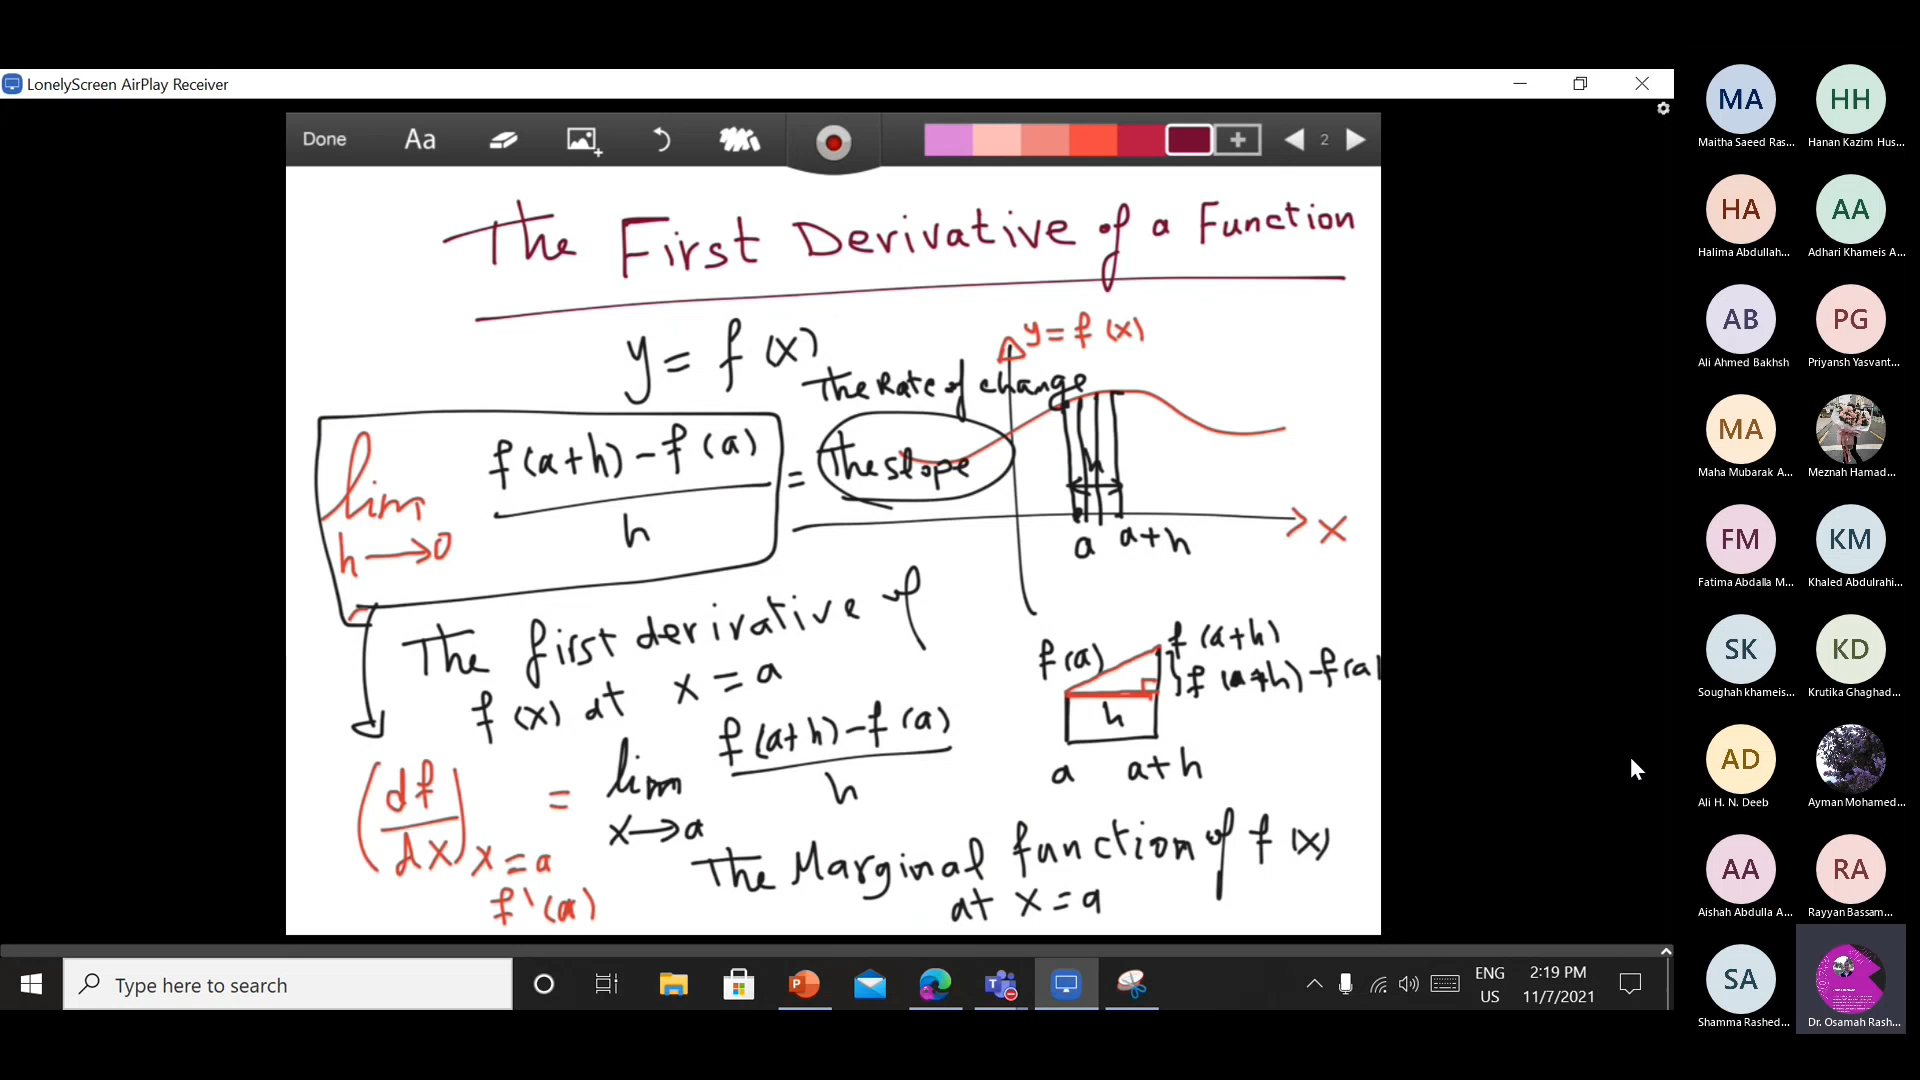 LonelyScreen AirPlay Receiver
Done
Aa
2
The First Derivative of a Function
y = f (x)
y = f (x)
The Rate of change
lim
h→0
f(a+h) - f(a)
h
= The slope
h
x
a
a+h
The first derivative of
f (x) at x = a
f(a)
f (a+h)
f (a+h) - f(a)
h
a
a+h
(df/dx) x = a
= lim
x→a
f(a+h) - f(a)
h
f'(a)
The Marginal function of f (x)
at x = a
Type here to search
ENG
US
2:19 PM
11/7/2021
MA
Maitha Saeed Ras...
HH
Hanan Kazim Hus...
HA
Halima Abdullah...
AA
Adhari Khameis A...
AB
Ali Ahmed Bakhsh
PG
Priyansh Yasvant...
MA
Maha Mubarak A...
Meznah Hamad...
FM
Fatima Abdalla M...
KM
Khaled Abdulrahi...
SK
Soughah khameis...
KD
Krutika Ghaghad...
AD
Ali H. N. Deeb
Ayman Mohamed...
AA
Aishah Abdulla A...
RA
Rayyan Bassam...
SA
Shamma Rashed...
Dr. Osamah Rash...